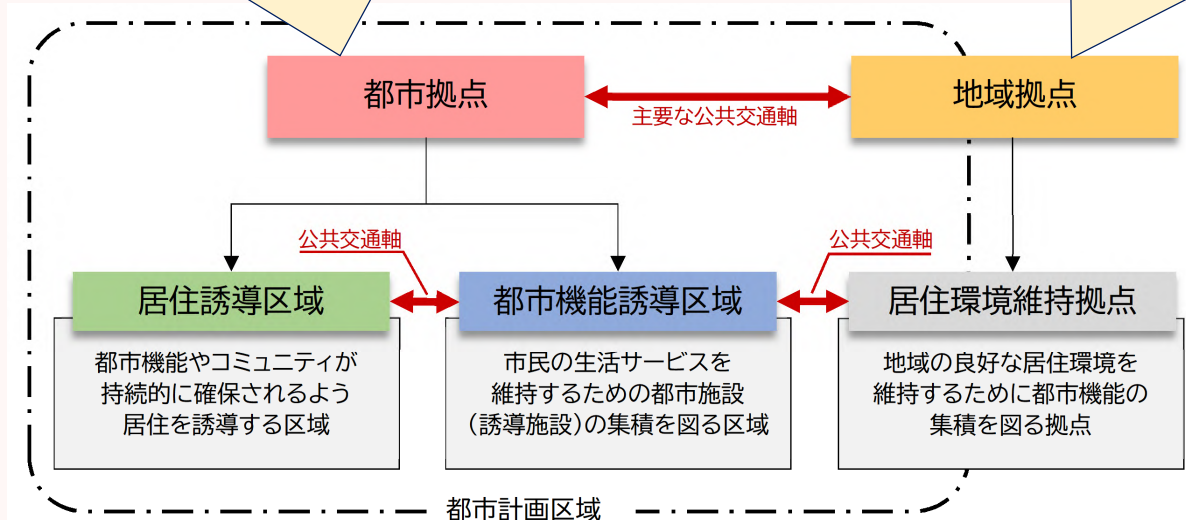 都市拠点
主要な公共交通軸
地域拠点
公共交通軸
公共交通軸
居住誘導区域
都市機能やコミュニティが
持続的に確保されるよう
居住を誘導する区域
都市機能誘導区域
市民の生活サービスを
維持するための都市施設
（誘導施設）の集積を図る区域
居住環境維持拠点
地域の良好な居住環境を
維持するために都市機能の
集積を図る拠点
都市計画区域